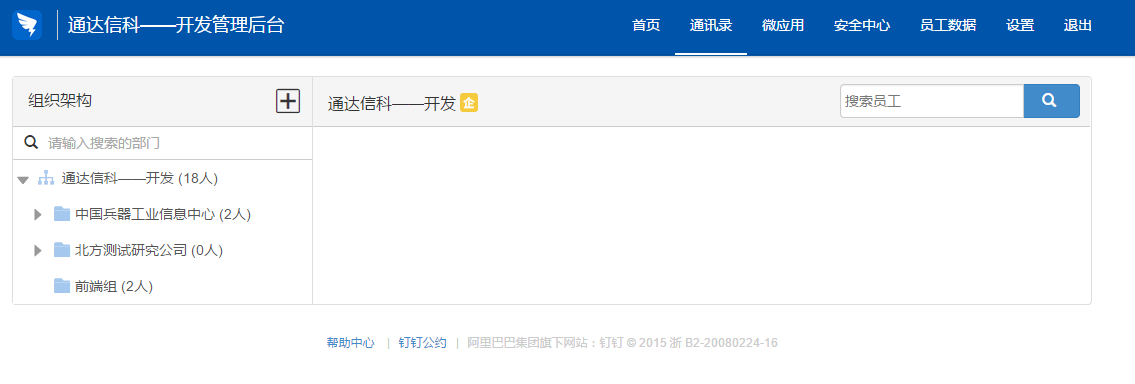 通达信科——开发管理后台 首页 通讯录 微应用 安全中心 员工数据 设置 退出
组织架构
通达信科——开发 企
搜索员工
请输入搜索的部门
通达信科——开发 (18人)
中国兵器工业信息中心 (2人)
北方测试研究公司 (0人)
前端组 (2人)
帮助中心 | 钉钉公约 | 阿里巴巴集团旗下网站：钉钉 © 2015 浙 B2-20080224-16